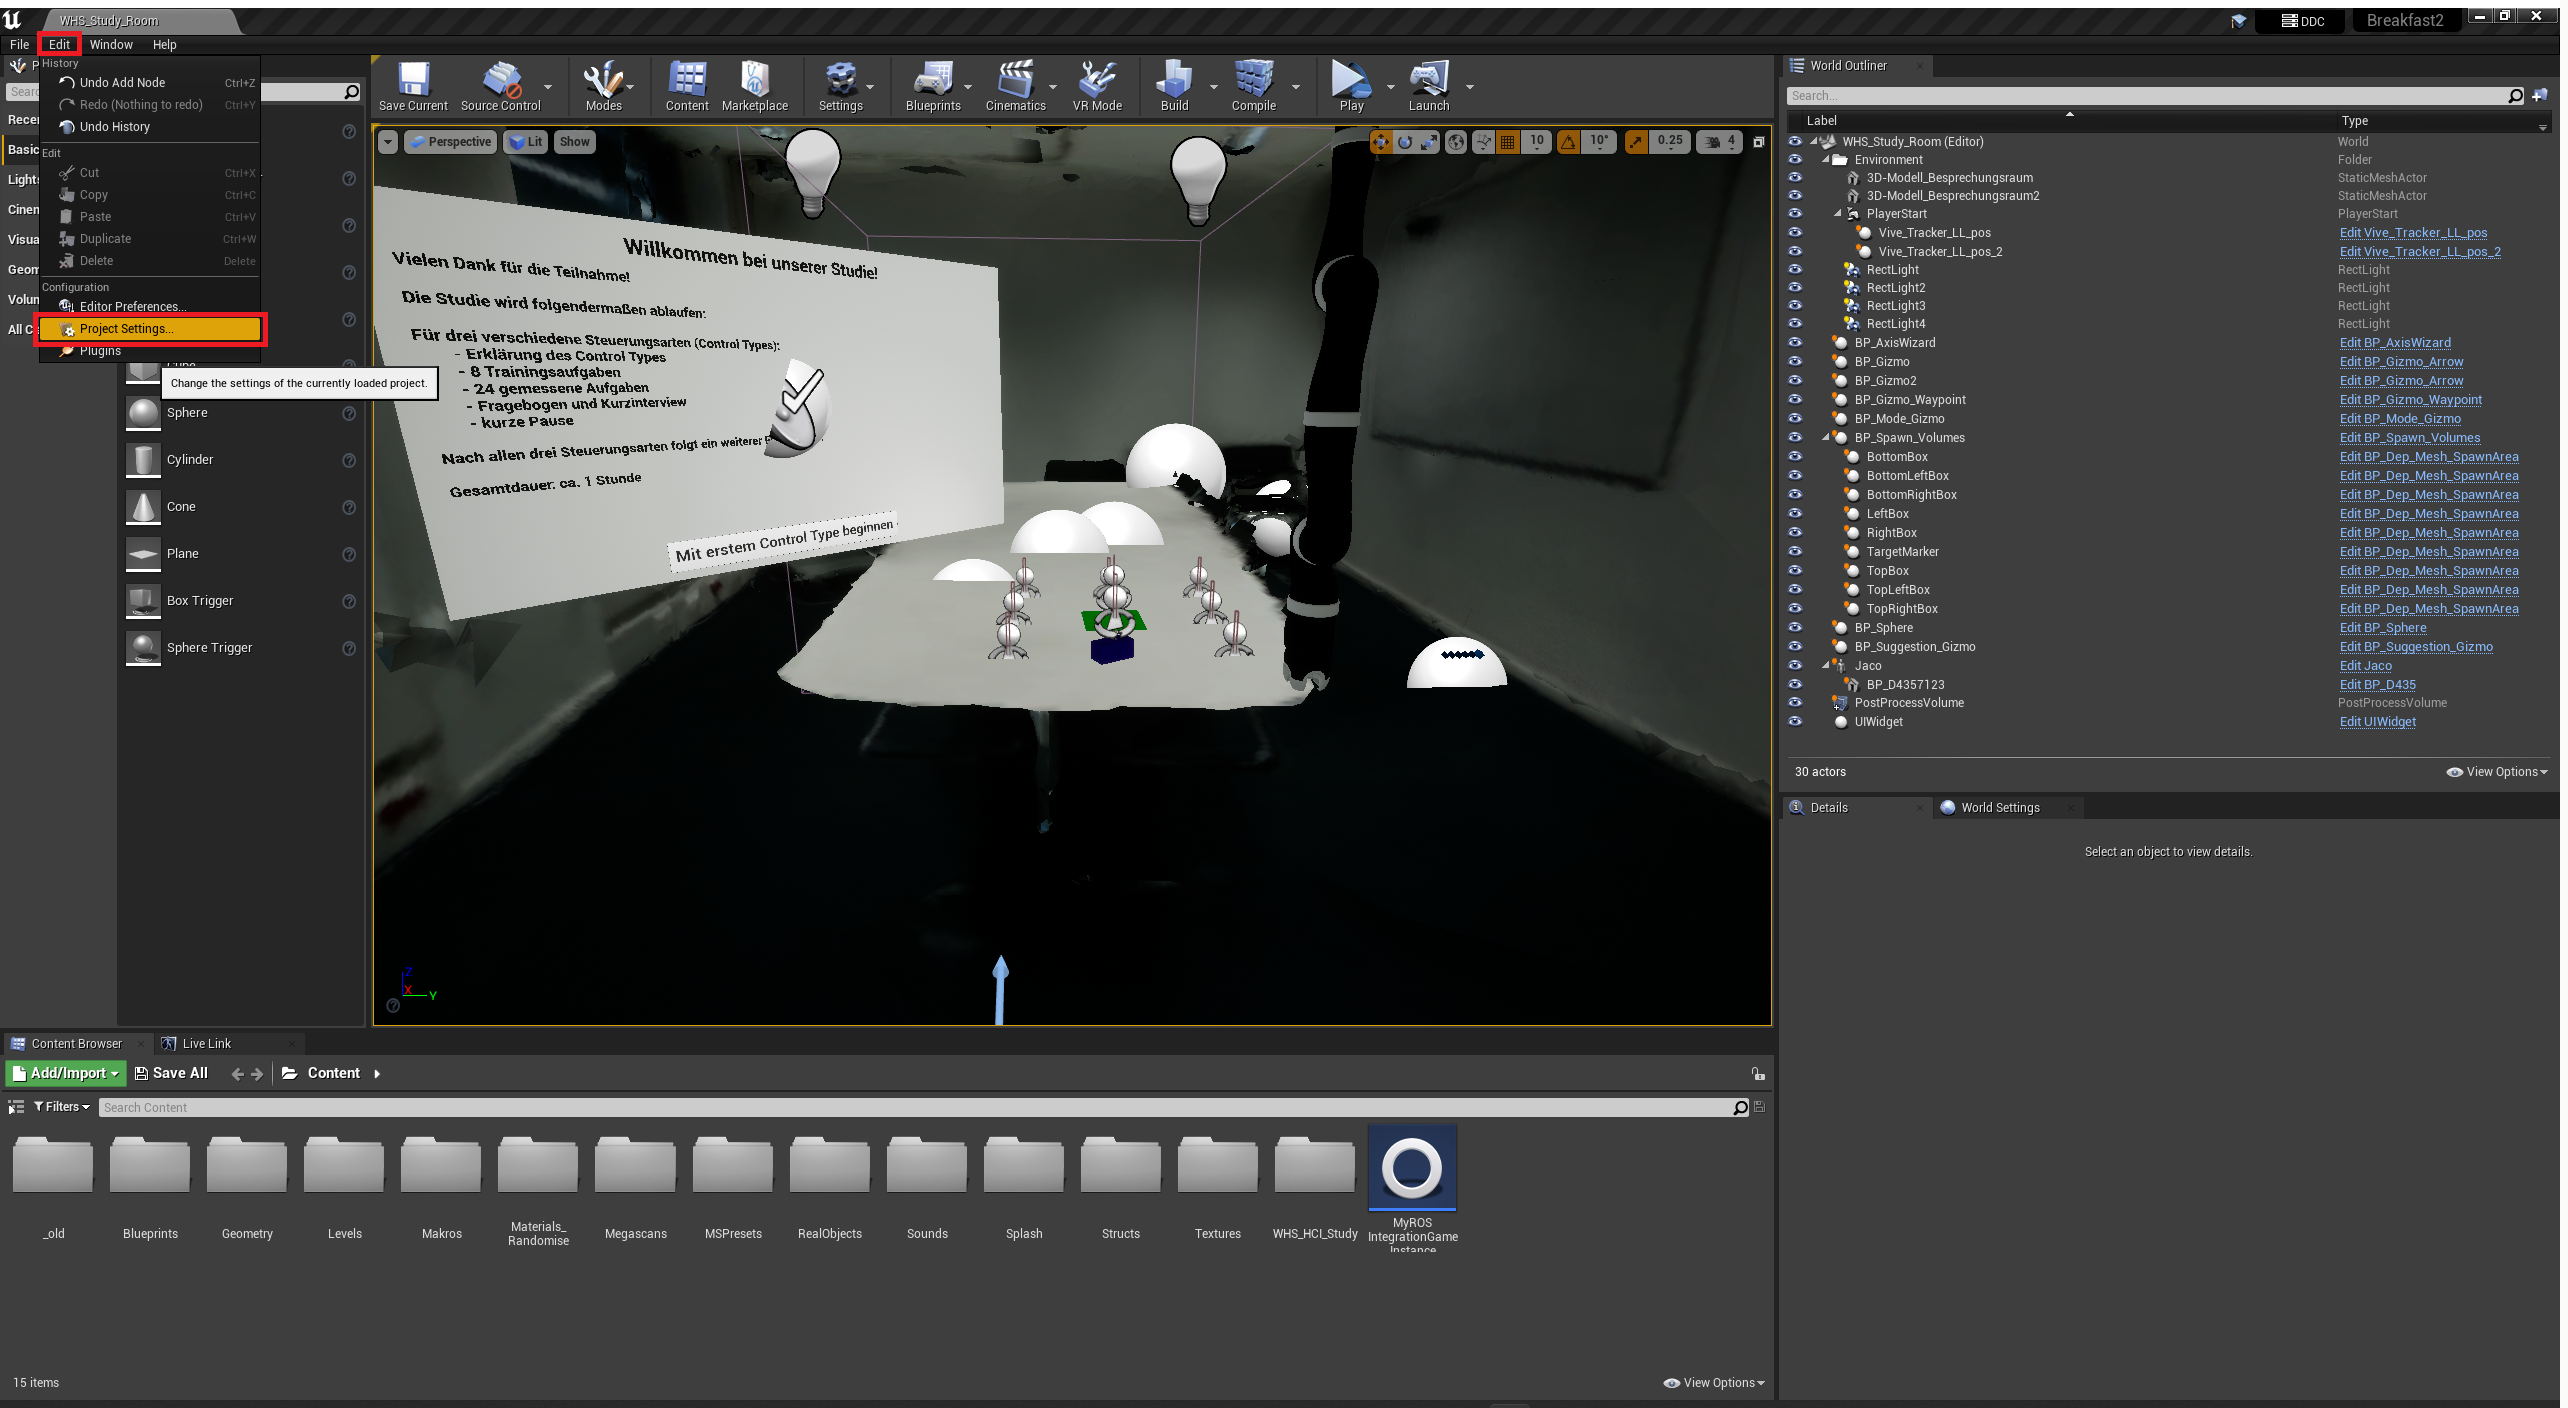 WHS_Study_Room
DDC
Breakfast2
File Edit Window Help
History
Undo Add Node Ctrl+Z
Redo (Nothing to redo) Ctrl+Y
Undo History
Edit
Cut Ctrl+X
Copy Ctrl+C
Paste Ctrl+V
Duplicate Ctrl+W
Delete Delete
Configuration
Editor Preferences...
Project Settings...
Plugins
Change the settings of the currently loaded project.
Basic
Sphere
Cylinder
Cone
Plane
Box Trigger
Sphere Trigger
Save Current Source Control Modes Content Marketplace Settings Blueprints Cinematics VR Mode Build Compile Play Launch
Perspective Lit Show
10 10° 0.25 4
Willkommen bei unserer Studie!
Vielen Dank für die Teilnahme!
Die Studie wird folgendermaßen ablaufen:
Für drei verschiedene Steuerungsarten (Control Types):
- Erklärung des Control Types
- 8 Trainingsaufgaben
- 24 gemessene Aufgaben
- Fragebogen und Kurzinterview
- kurze Pause
Nach allen drei Steuerungsarten folgt ein weiterer
Gesamtdauer: ca. 1 Stunde
Mit erstem Control Type beginnen
Z
X
Y
World Outliner
Search...
Label Type
WHS_Study_Room (Editor) World
Environment Folder
3D-Modell_Besprechungsraum StaticMeshActor
3D-Modell_Besprechungsraum2 StaticMeshActor
PlayerStart PlayerStart
Vive_Tracker_LL_pos Edit Vive_Tracker_LL_pos
Vive_Tracker_LL_pos_2 Edit Vive_Tracker_LL_pos_2
RectLight RectLight
RectLight2 RectLight
RectLight3 RectLight
RectLight4 RectLight
BP_AxisWizard Edit BP_AxisWizard
BP_Gizmo Edit BP_Gizmo_Arrow
BP_Gizmo2 Edit BP_Gizmo_Arrow
BP_Gizmo_Waypoint Edit BP_Gizmo_Waypoint
BP_Mode_Gizmo Edit BP_Mode_Gizmo
BP_Spawn_Volumes Edit BP_Spawn_Volumes
BottomBox Edit BP_Dep_Mesh_SpawnArea
BottomLeftBox Edit BP_Dep_Mesh_SpawnArea
BottomRightBox Edit BP_Dep_Mesh_SpawnArea
LeftBox Edit BP_Dep_Mesh_SpawnArea
RightBox Edit BP_Dep_Mesh_SpawnArea
TargetMarker Edit BP_Dep_Mesh_SpawnArea
TopBox Edit BP_Dep_Mesh_SpawnArea
TopLeftBox Edit BP_Dep_Mesh_SpawnArea
TopRightBox Edit BP_Dep_Mesh_SpawnArea
BP_Sphere Edit BP_Sphere
BP_Suggestion_Gizmo Edit BP_Suggestion_Gizmo
Jaco Edit Jaco
BP_D4357123 Edit BP_D435
PostProcessVolume PostProcessVolume
UIWidget Edit UIWidget
30 actors View Options
Details World Settings
Select an object to view details.
Content Browser Live Link
Add/Import Save All Content
Filters Search Content
_old Blueprints Geometry Levels Makros Materials_ Randomise Megascans MSPresets RealObjects Sounds Splash Structs Textures WHS_HCI_Study MyROS IntegrationGame Instance
15 items View Options